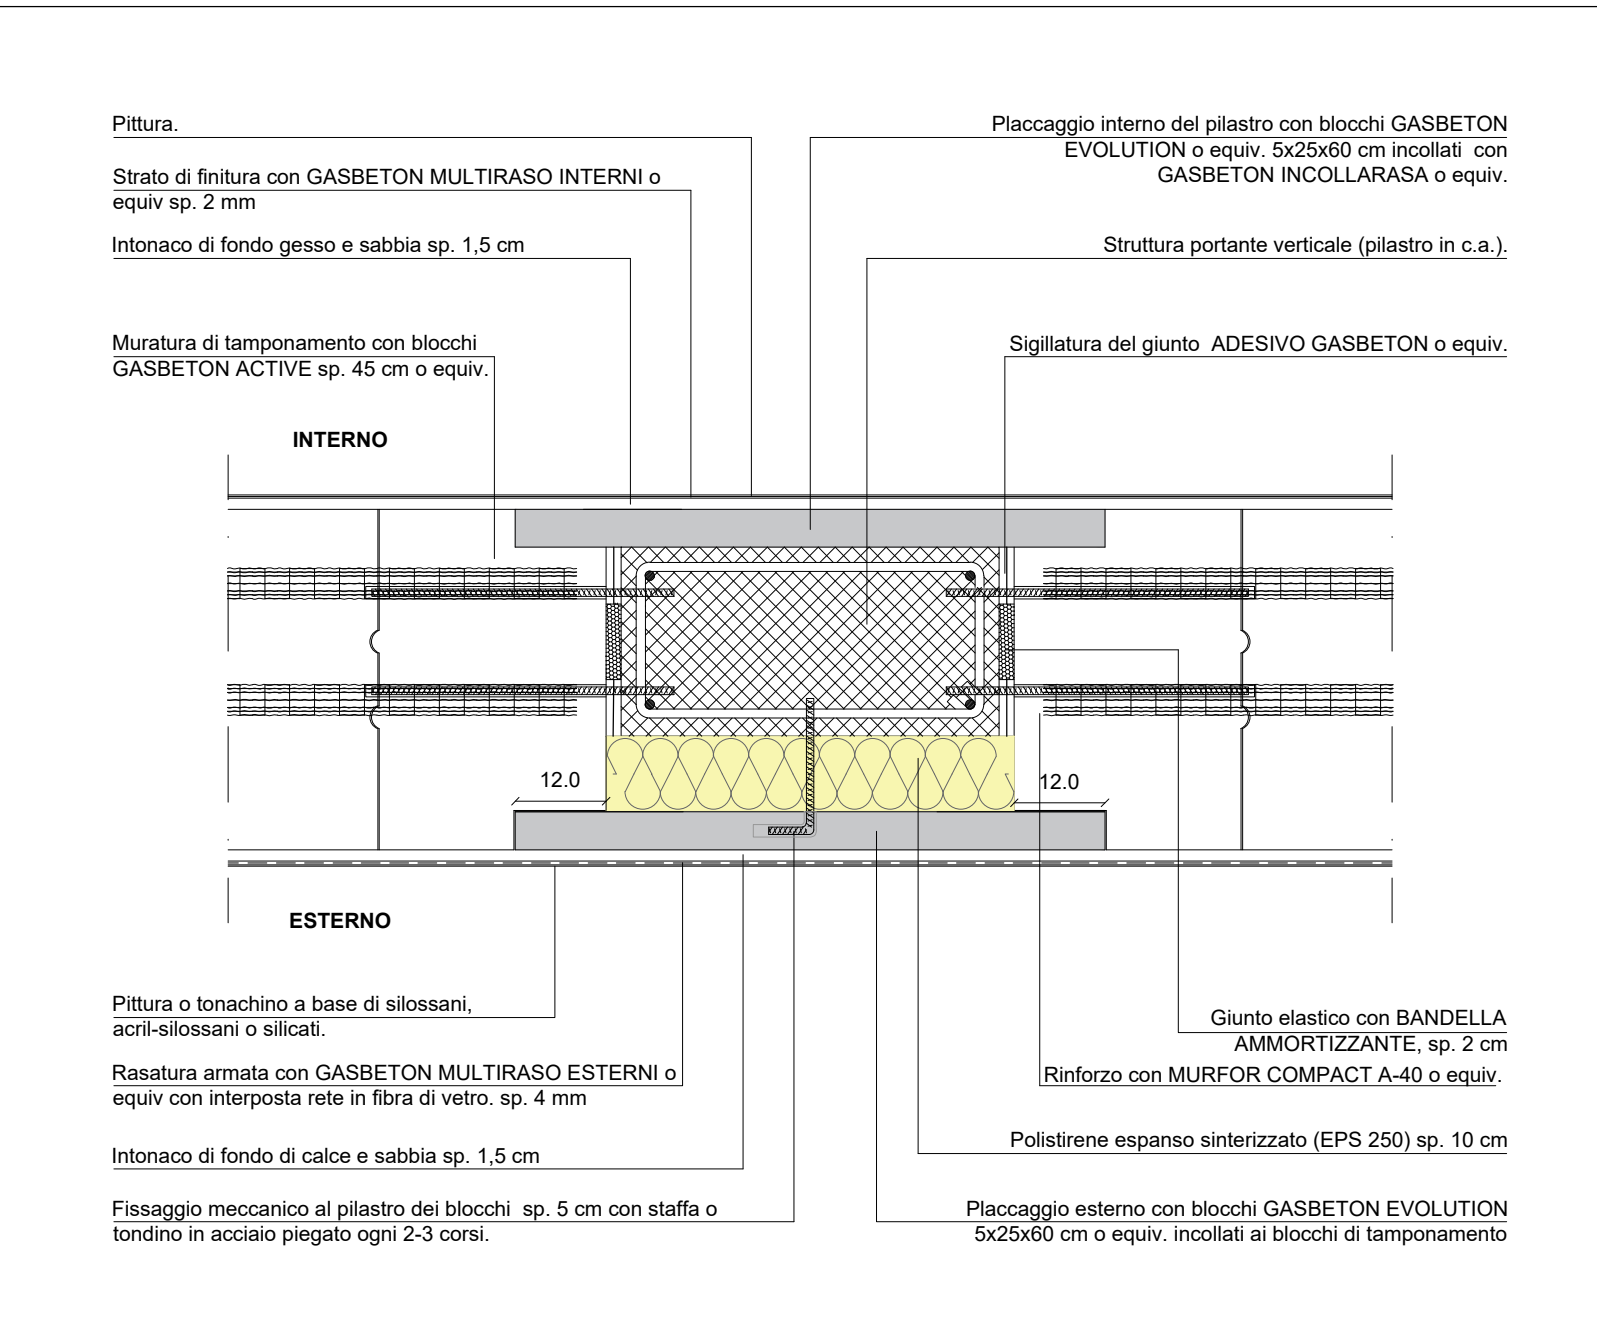 Pittura.
Strato di finitura con GASBETON MULTIRASO INTERNI o
equiv sp. 2 mm
Intonaco di fondo gesso e sabbia sp. 1,5 cm
Muratura di tamponamento con blocchi
GASBETON ACTIVE sp. 45 cm o equiv.
Placcaggio interno del pilastro con blocchi GASBETON
EVOLUTION o equiv. 5x25x60 cm incollati  con
GASBETON INCOLLARASA o equiv.
Struttura portante verticale (pilastro in c.a.).
Sigillatura del giunto  ADESIVO GASBETON o equiv.
INTERNO
12.0
12.0
ESTERNO
Pittura o tonachino a base di silossani,
acril-silossani o silicati.
Rasatura armata con GASBETON MULTIRASO ESTERNI o
equiv con interposta rete in fibra di vetro. sp. 4 mm
Intonaco di fondo di calce e sabbia sp. 1,5 cm
Fissaggio meccanico al pilastro dei blocchi  sp. 5 cm con staffa o
tondino in acciaio piegato ogni 2-3 corsi.
Giunto elastico con BANDELLA
AMMORTIZZANTE, sp. 2 cm
Rinforzo con MURFOR COMPACT A-40 o equiv.
Polistirene espanso sinterizzato (EPS 250) sp. 10 cm
Placcaggio esterno con blocchi GASBETON EVOLUTION
5x25x60 cm o equiv. incollati ai blocchi di tamponamento